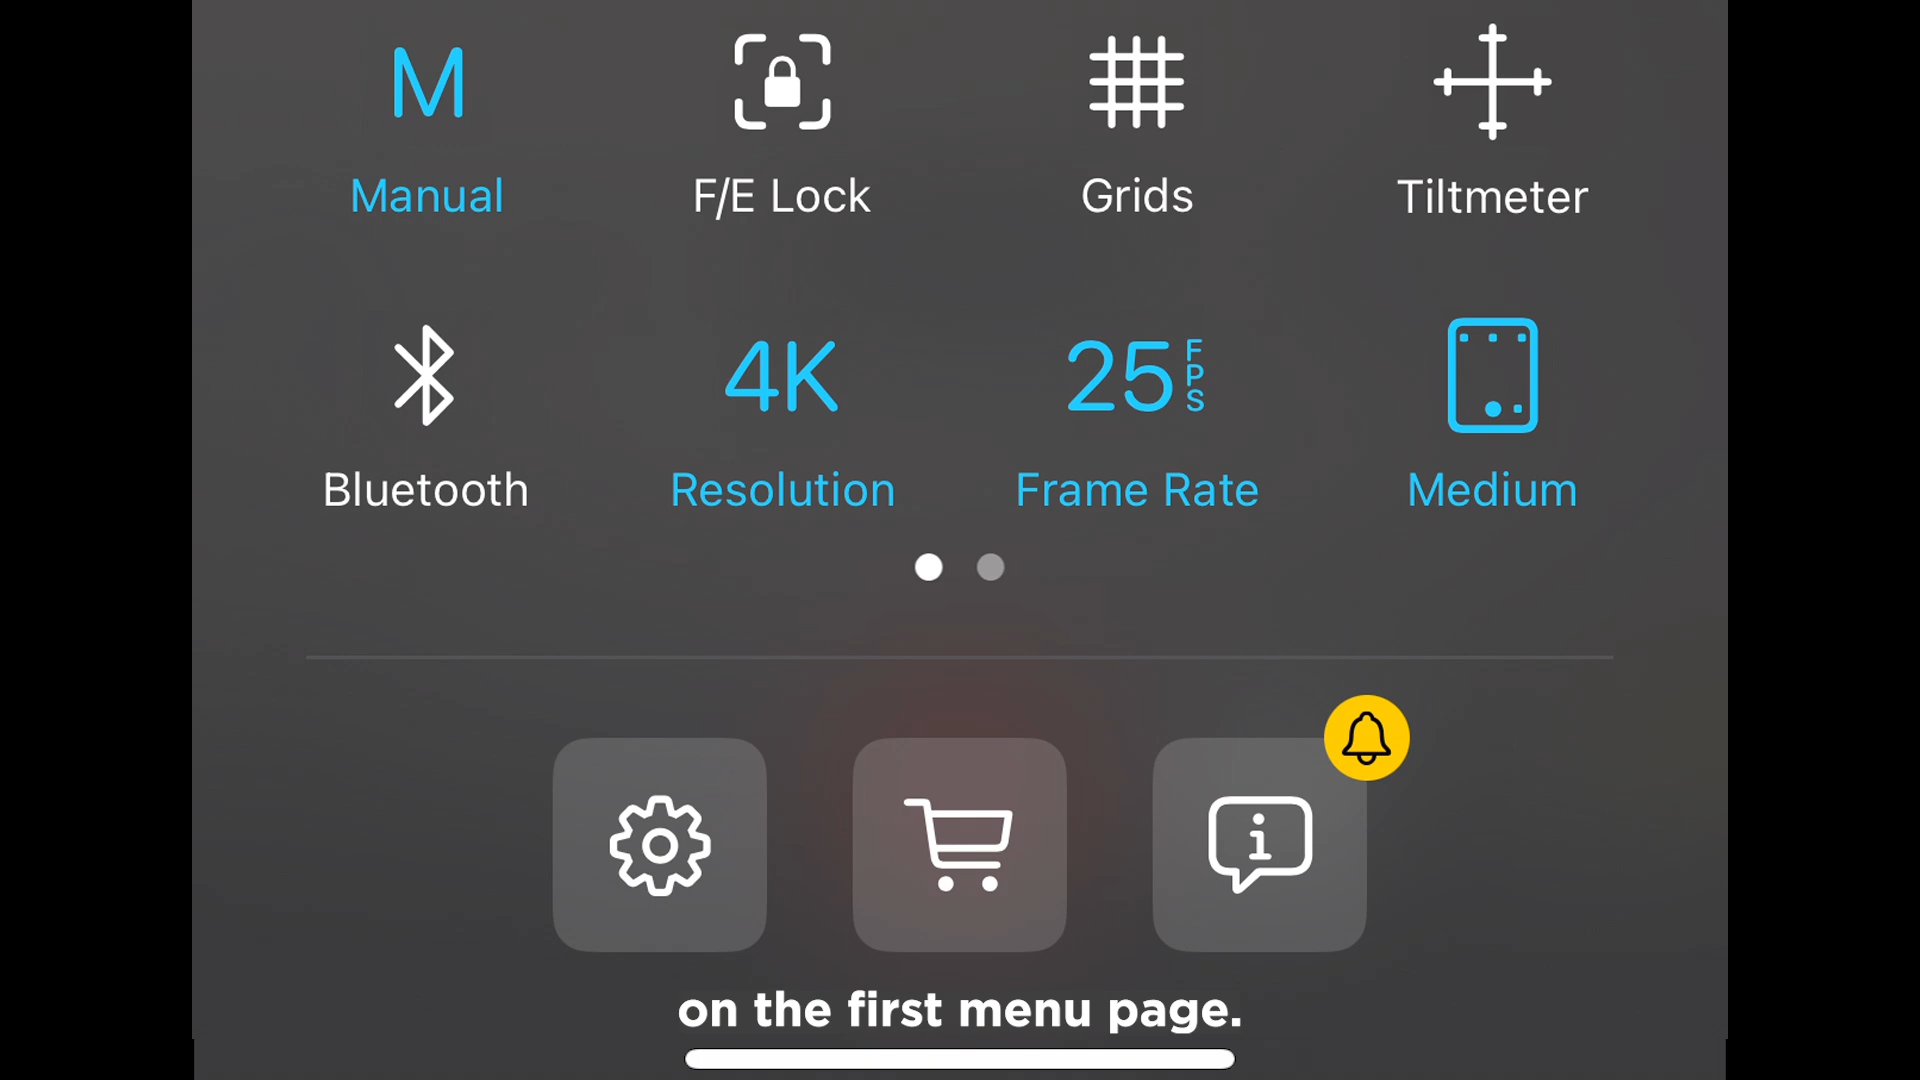 M
Manual F/E Lock Grids Tiltmeter
4K 25 FPS
Bluetooth Resolution Frame Rate Medium
i
on the first menu page.